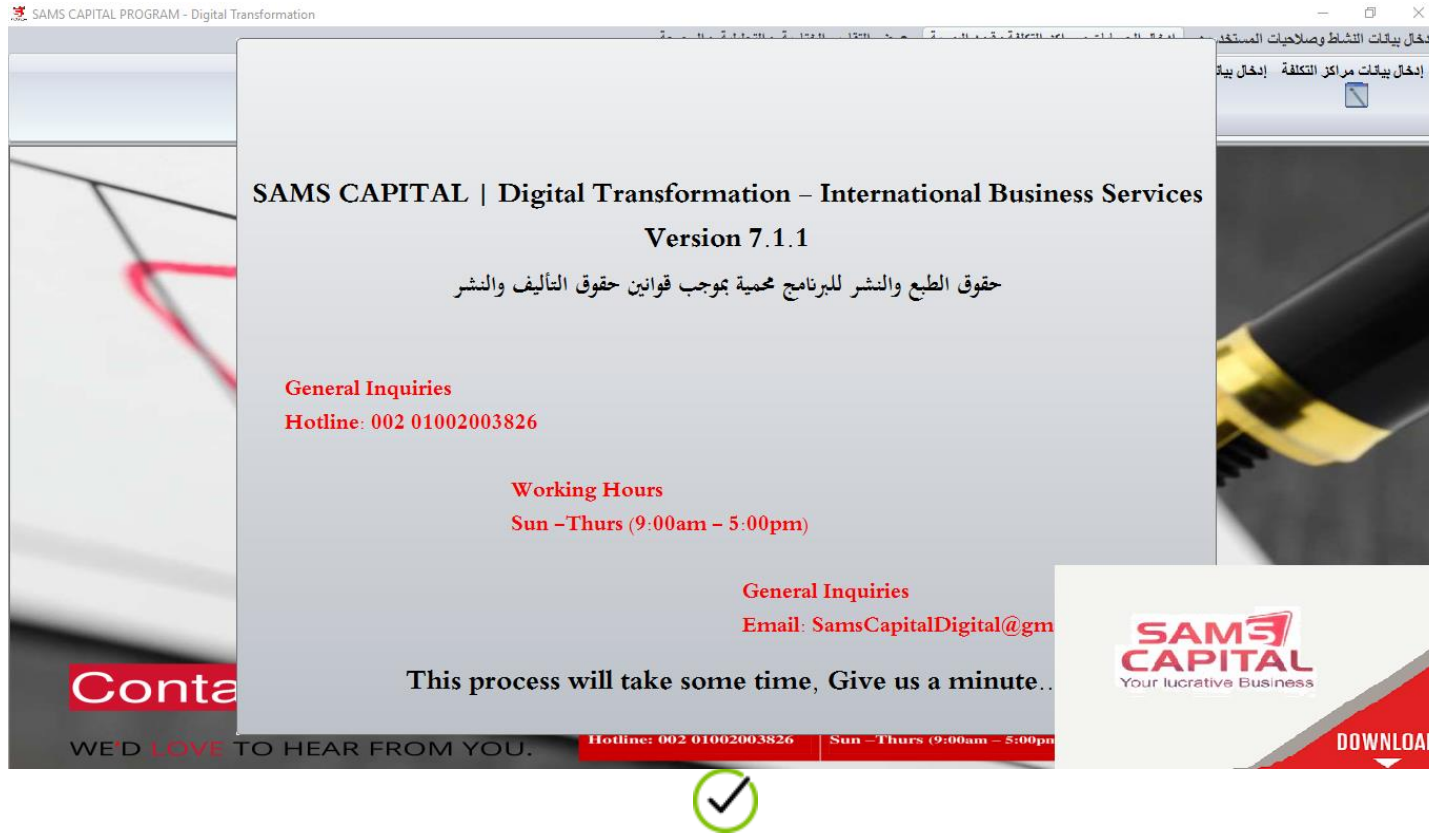 SAMS CAPITAL PROGRAM - Digital Transformation
بيانات النشاط وصلاحيات
إدخال بيانات مراكز التكلفة إدخال
SAMS CAPITAL | Digital Transformation – International Business Services
Version 7.1.1
حقوق الطبع والنشر للبرنامج محمية بموجب قوانين حقوق التأليف والنشر
General Inquiries
Hotline: 002 01002003826
Working Hours
Sun –Thurs (9:00am – 5:00pm)
General Inquiries
Email: SamsCapitalDigital@gm
This process will take some time, Give us a minute..
SAMS
CAPITAL
Your lucrative Business
Conta
WE'D LOVE TO HEAR FROM YOU.
Hotline: 002 01002003826 Sun –Thurs (9:00am – 5:00pm
DOWNLOA